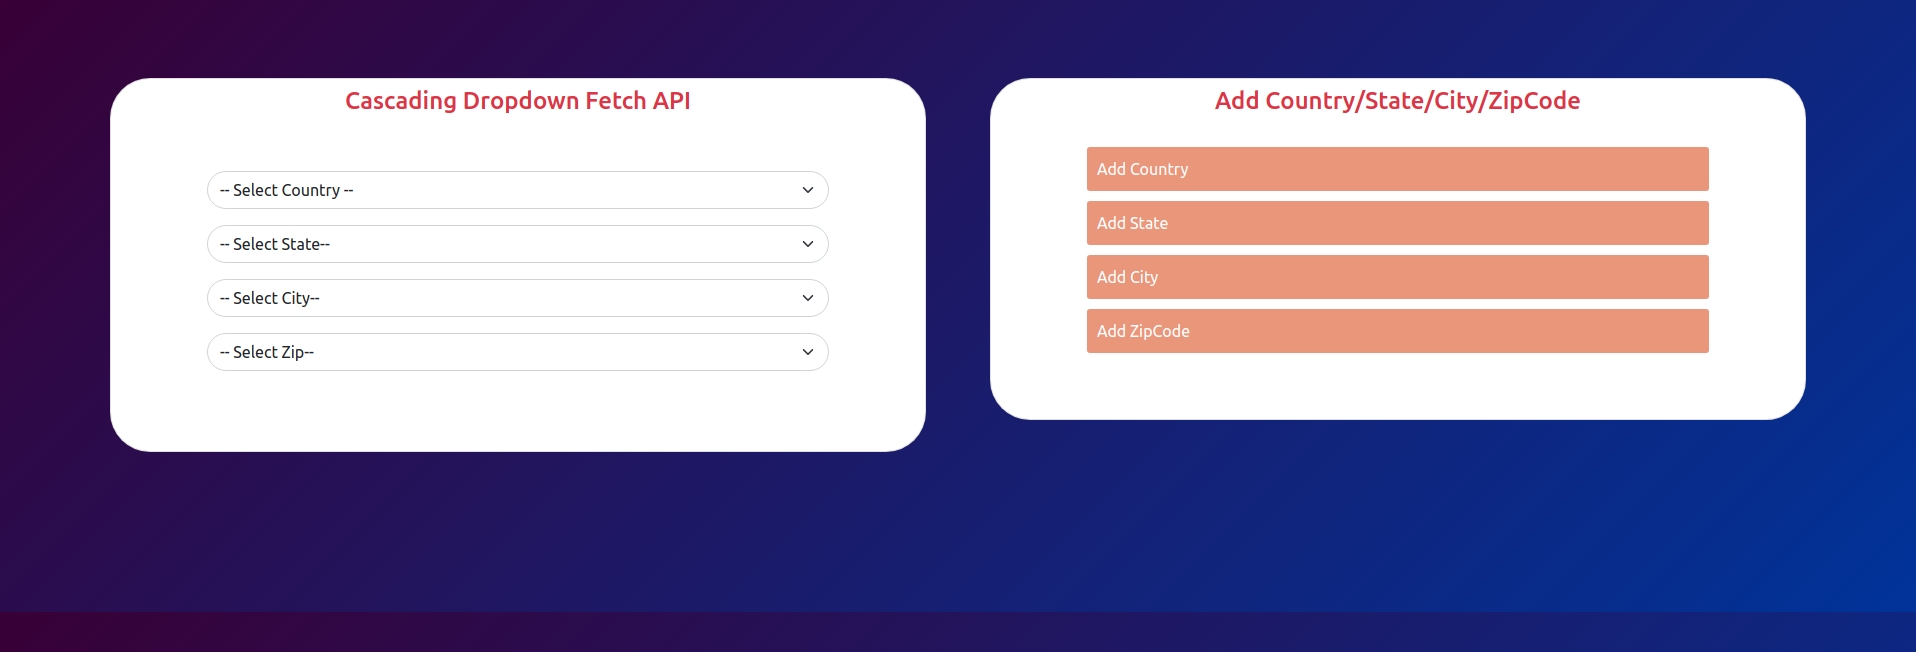 Cascading Dropdown Fetch API
-- Select Country --
-- Select State--
-- Select City--
-- Select Zip--
Add Country/State/City/ZipCode
Add Country
Add State
Add City
Add ZipCode